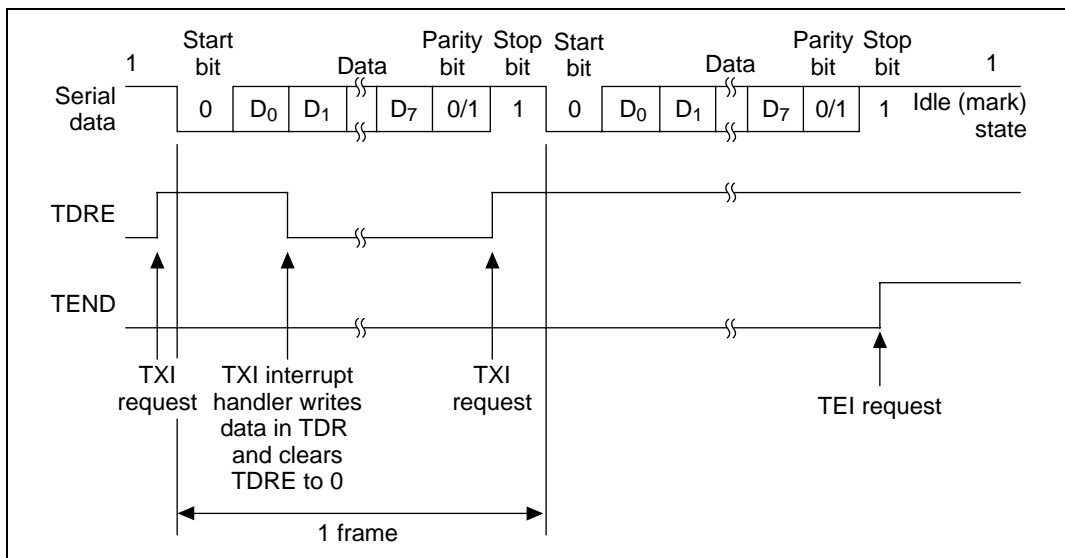 Start bit
Parity bit
Stop bit
Start bit
Parity bit
Stop bit
1
Data
Data
1
Serial data
0
D0
D1
D7
0/1
1
0
D0
D1
D7
0/1
1
Idle (mark) state
TDRE
TEND
TXI request
TXI interrupt
handler writes
data in TDR
and clears
TDRE to 0
TXI request
TEI request
1 frame